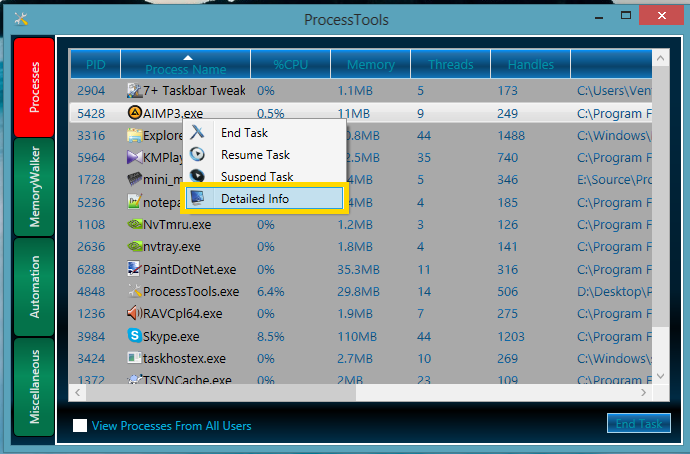 ProcessTools
Processes
MemoryWalker
Automation
Miscellaneous
PID Process Name %CPU Memory Threads Handles
2904 7+ Taskbar Tweak 0% 1.1MB 5 173 C:\Users\Ven
5428 AIMP3.exe 0.5% 11MB 9 249 C:\Program F
3316 Explore 0.8MB 44 1488 C:\Windows\
5964 KMPlay 2.5MB 35 740 C:\Program F
1728 mini_m 4MB 5 346 E:\Source\Pro
5236 notepa MB C:\Program F
1108 NvTmru.exe 0% 1.2MB 3 126 C:\Program F
2636 nvtray.exe 0% 1.8MB 4 141 C:\Program F
6288 PaintDotNet.exe 0% 35.3MB 11 316 C:\Program F
4848 ProcessTools.exe 6.4% 29.8MB 14 506 D:\Desktop\P
1236 RAVCpl64.exe 0% 1.9MB 7 275 C:\Program F
3984 Skype.exe 8.5% 110MB 44 1203 C:\Program F
3424 taskhostex.exe 0% 2.7MB 10 269 C:\Windows\s
1372 TSVNCache.exe 0% 2MB 23 109 C:\Program F
End Task
Resume Task
Suspend Task
Detailed Info
View Processes From All Users
End Task